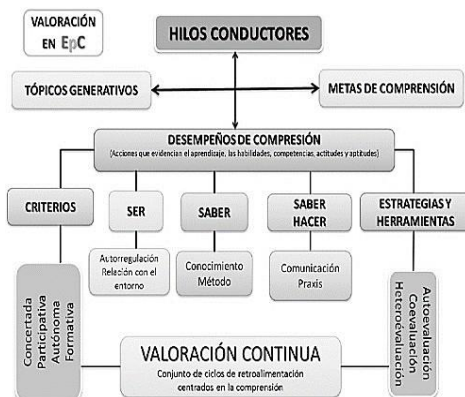 VALORACIÓN
EN EpC
HILOS CONDUCTORES
TÓPICOS GENERATIVOS
METAS DE COMPRENSIÓN
DESEMPEÑOS DE COMPRESIÓN
(Acciones que evidencian el aprendizaje, las habilidades, competencias, actitudes y aptitudes)
CRITERIOS
SER
SABER
SABER
HACER
ESTRATEGIAS Y
HERRAMIENTAS
Autorregulación
Relación con el
entorno
Conocimiento
Método
Comunicación
Praxis
Concertada
Participativa
Autónoma
Formativa
Autoevaluación
Coevaluación
Heteroévaluación
VALORACIÓN CONTINUA
Conjunto de ciclos de retroalimentación
centrados en la comprensión